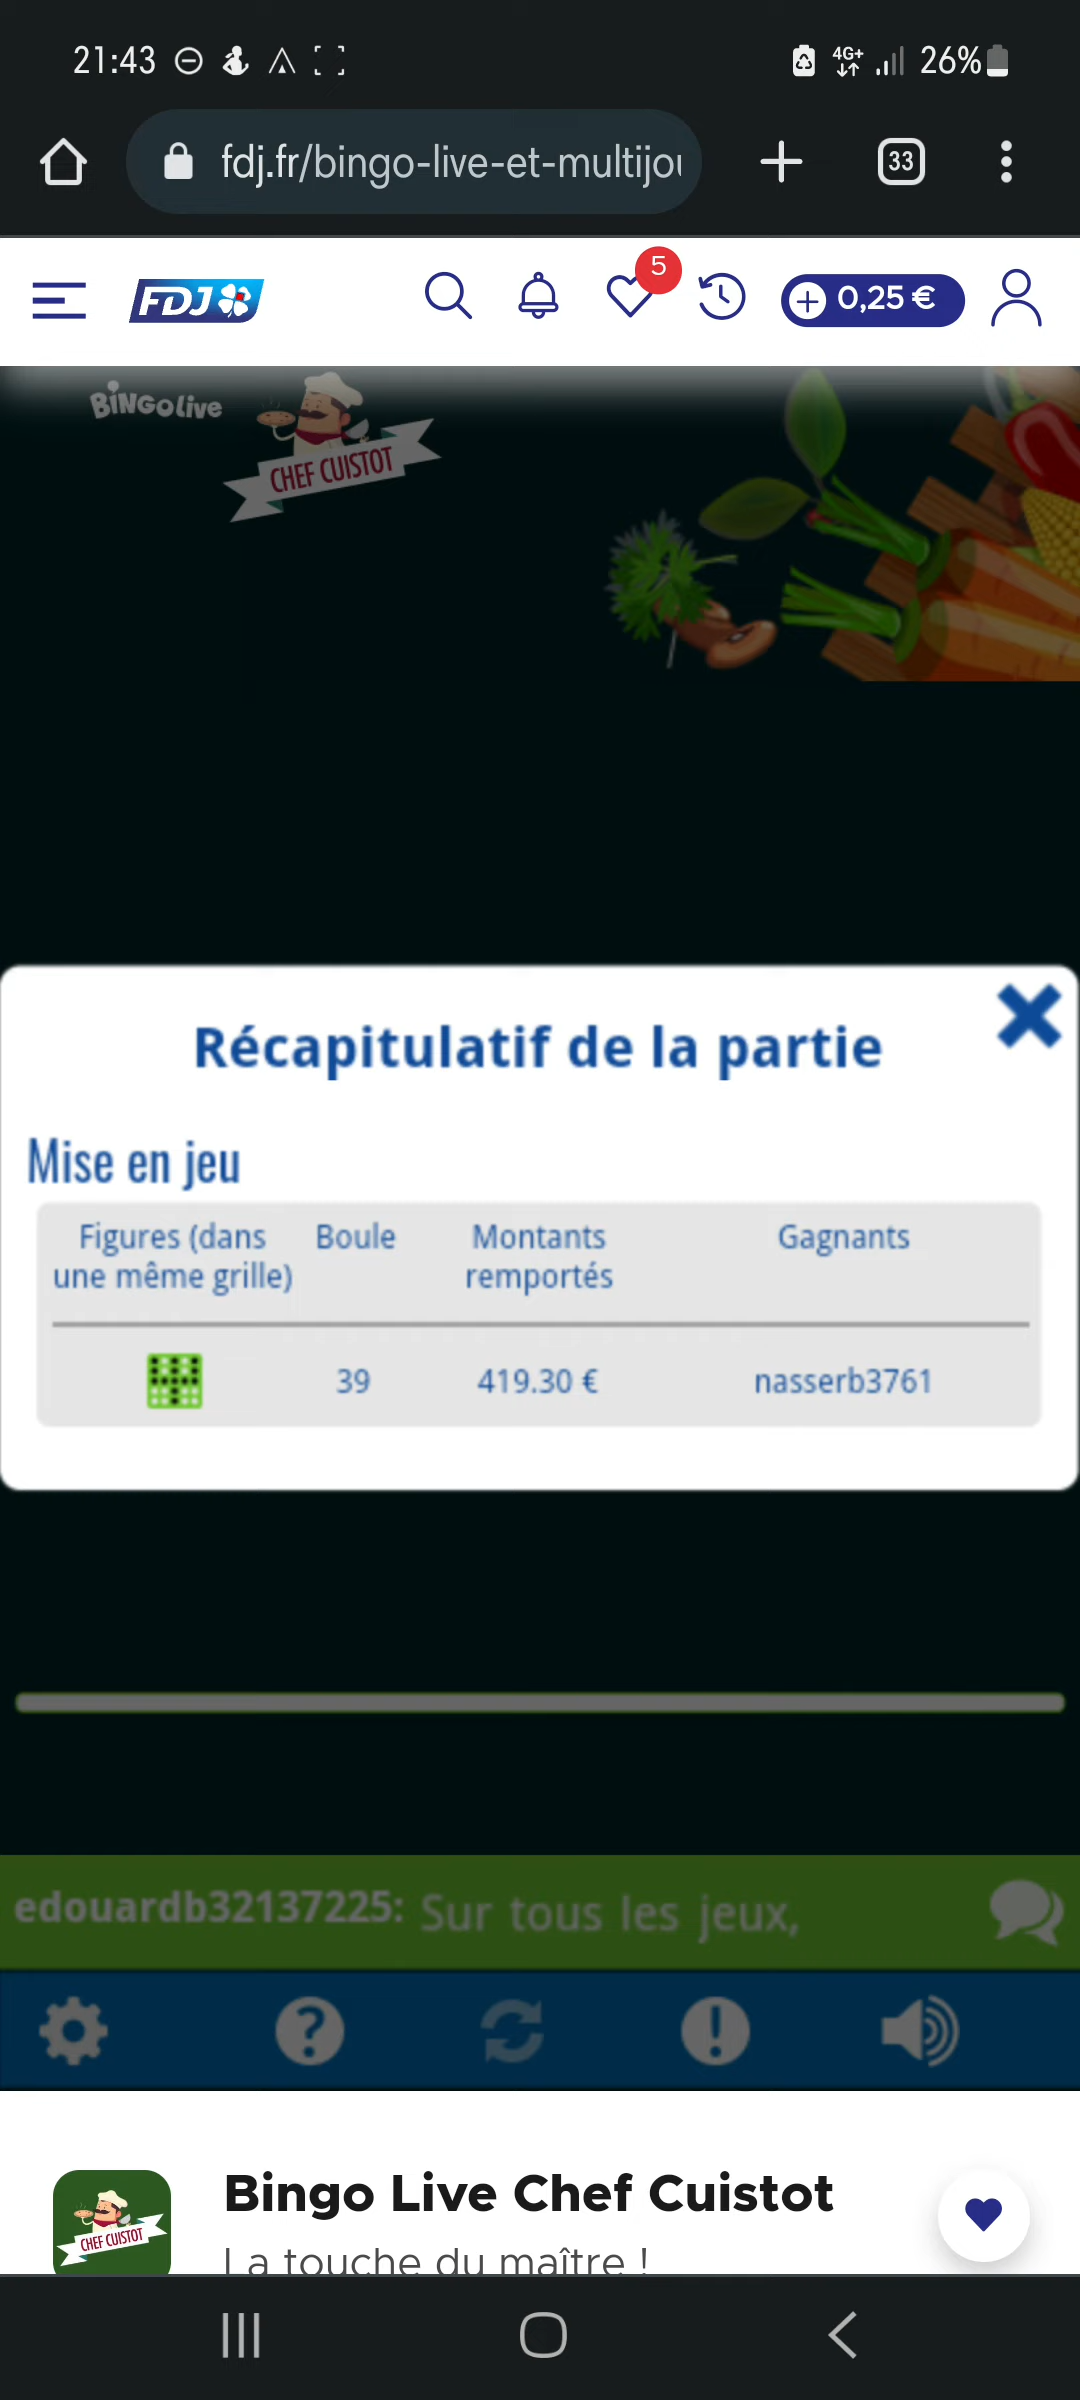 21:43
4G+
26%
fdj.fr/bingo-live-et-multijou
33
FDJ
5
0,25 €
BiNGOlive
CHEF CUISTOT
Récapitulatif de la partie
Mise en jeu
Figures (dans une même grille)
Boule
Montants remportés
Gagnants
39
419.30 €
nasserb3761
edouardb32137225: Sur tous les jeux,
CHEF CUISTOT
Bingo Live Chef Cuistot
La touche du maître !